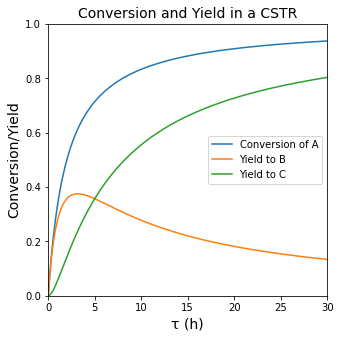 Conversion and Yield in a CSTR
Conversion/Yield
1.0
0.8
0.6
0.4
0.2
0.0
Conversion of A
Yield to B
Yield to C
0 5 10 15 20 25 30
τ (h)